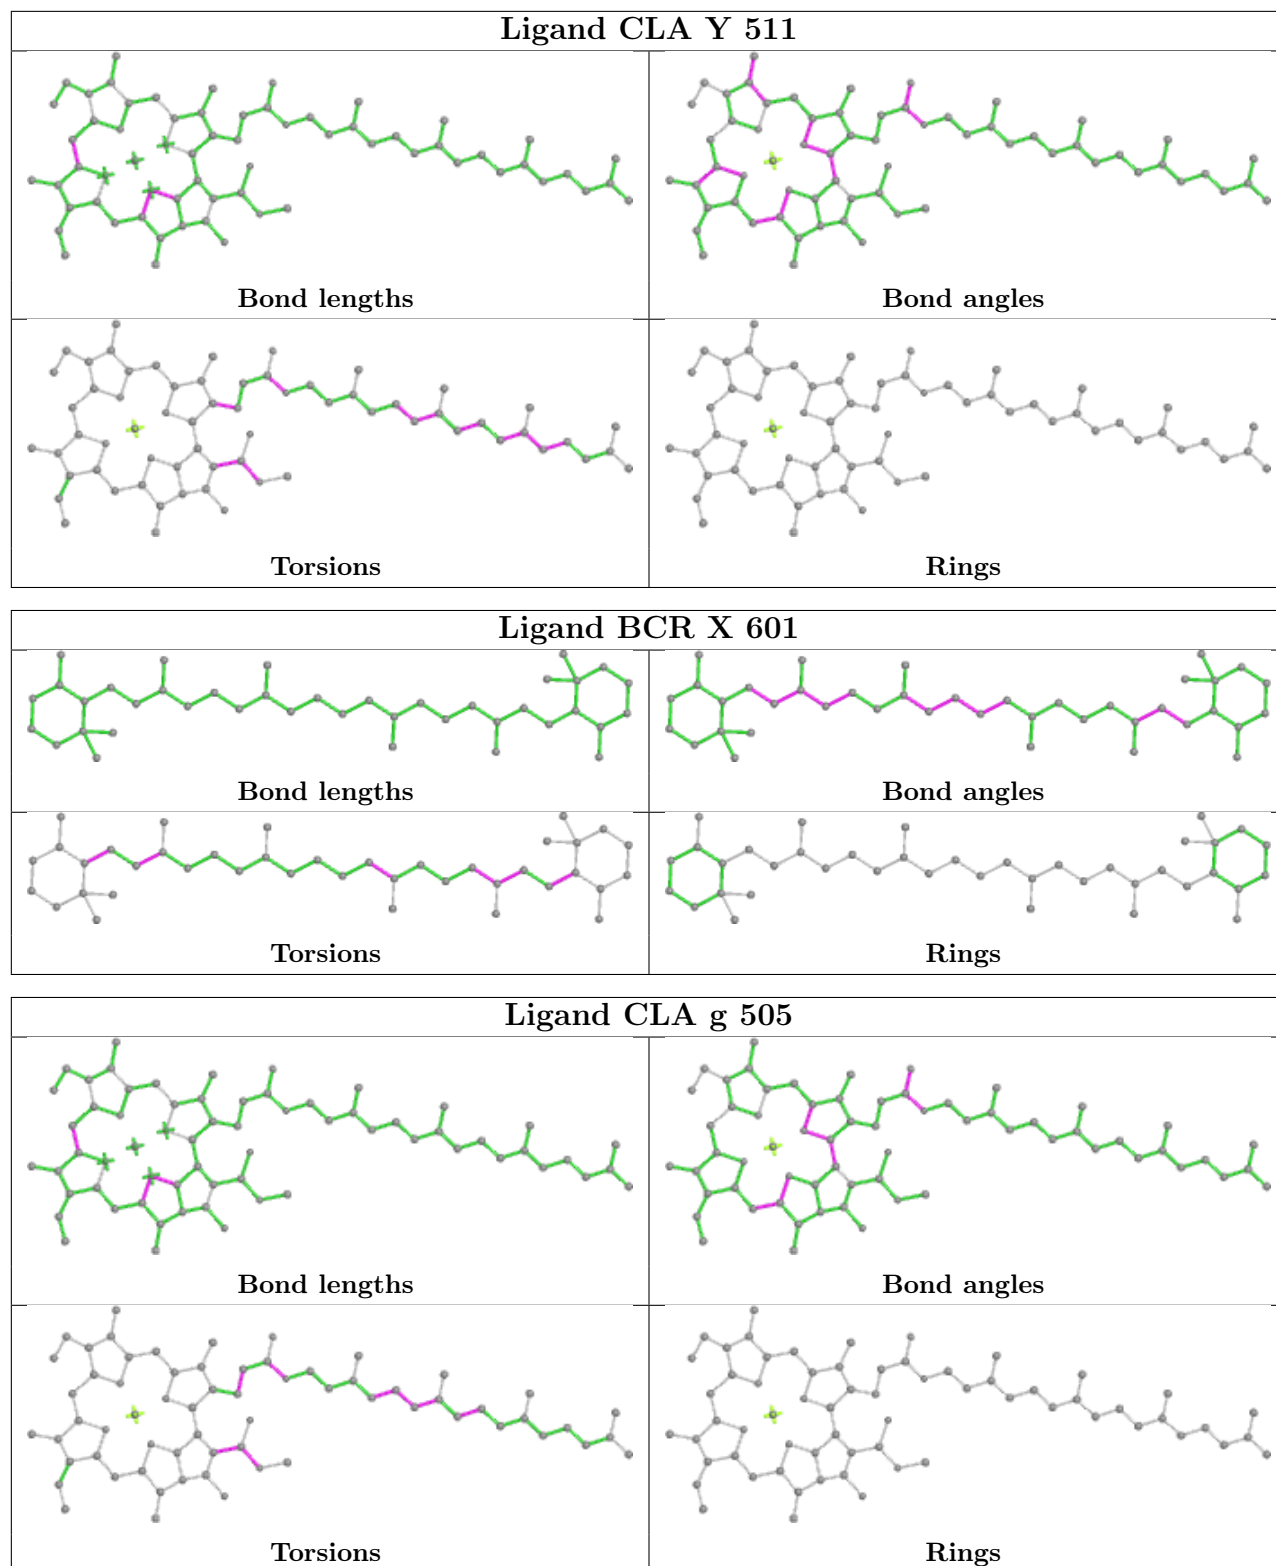 Ligand CLA Y 511
Bond lengths
Bond angles
Torsions
Rings
Ligand BCR X 601
Bond lengths
Bond angles
Torsions
Rings
Ligand CLA g 505
Bond lengths
Bond angles
Torsions
Rings